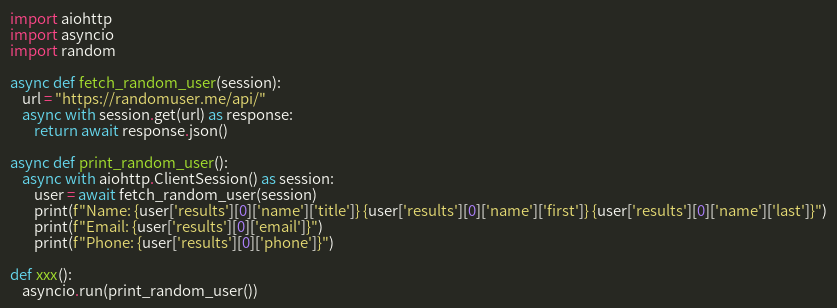 import aiohttp
import asyncio
import random

async def fetch_random_user(session):
    url = "https://randomuser.me/api/"
    async with session.get(url) as response:
        return await response.json()

async def print_random_user():
    async with aiohttp.ClientSession() as session:
        user = await fetch_random_user(session)
        print(f"Name: {user['results'][0]['name']['title']} {user['results'][0]['name']['first']} {user['results'][0]['name']['last']}")
        print(f"Email: {user['results'][0]['email']}")
        print(f"Phone: {user['results'][0]['phone']}")

def xxx():
    asyncio.run(print_random_user())